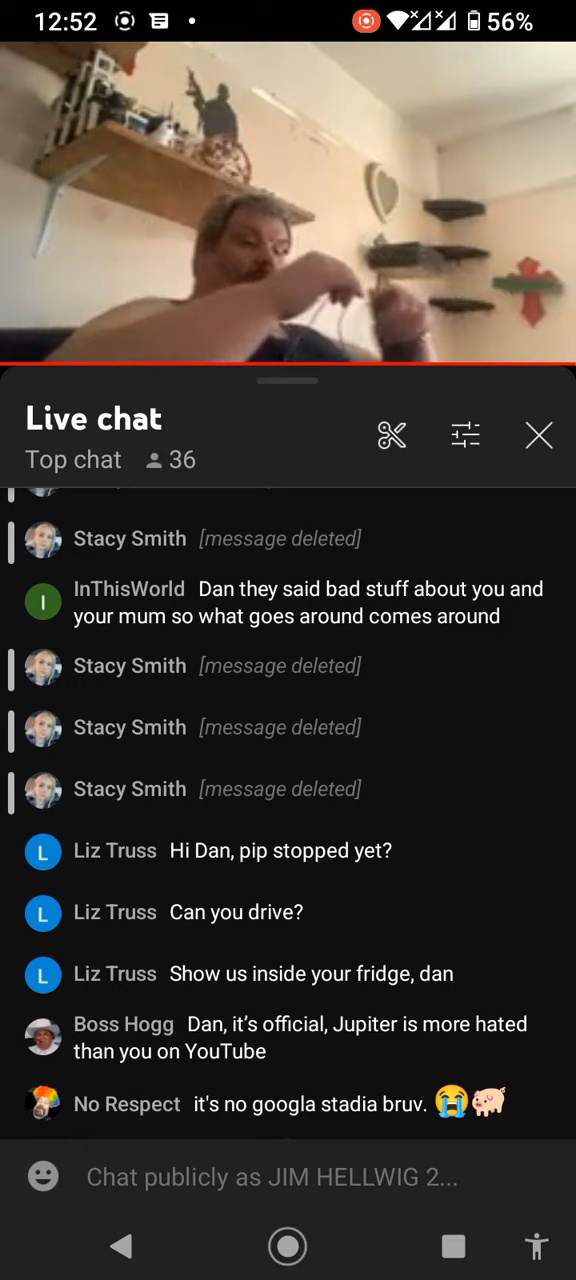 12:52
56%
Live chat
Top chat 36
Stacy Smith [message deleted]
InThisWorld Dan they said bad stuff about you and
your mum so what goes around comes around
Stacy Smith [message deleted]
Stacy Smith [message deleted]
Stacy Smith [message deleted]
L Liz Truss Hi Dan, pip stopped yet?
L Liz Truss Can you drive?
L Liz Truss Show us inside your fridge, dan
Boss Hogg Dan, it’s official, Jupiter is more hated
than you on YouTube
No Respect it's no googla stadia bruv. 😭🐖
Chat publicly as JIM HELLWIG 2...